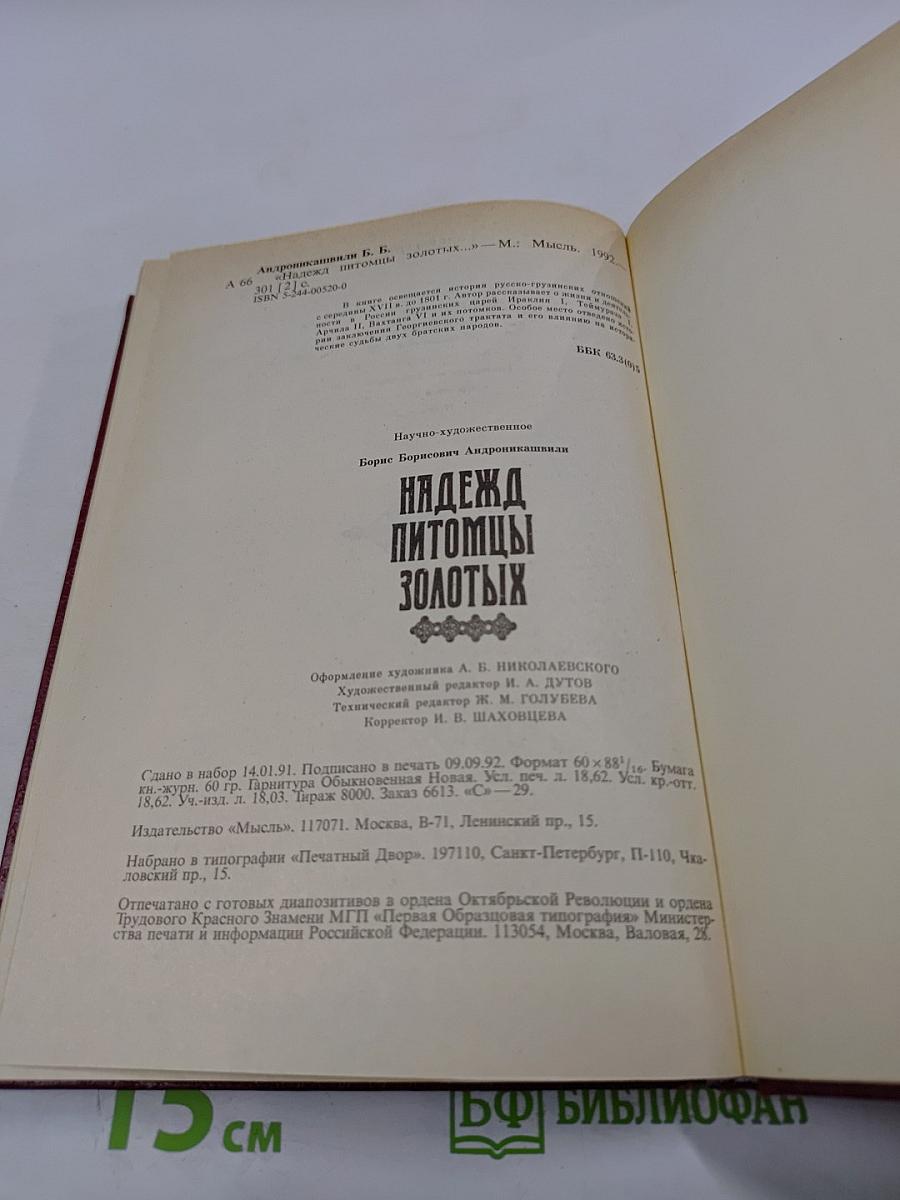 Андроникашвили Б. Б.
А 66 «Надежд питомцы золотых...» — М.: Мысль. 1992.—
301 [2] с.
ISBN 5-244-00520-0
В книге освещается история русско-грузинских отношений
с середины XVII в. до 1801 г. Автор рассказывает о жизни и деятель-
ности в России грузинских царей Ираклия I, Теймураза I,
Арчила II, Вахтанга VI и их потомков. Особое место отведено исто-
рии заключения Георгиевского трактата и его влиянию на истори-
ческие судьбы двух братских народов.
ББК 63.3(0)5
Научно-художественное
Борис Борисович Андроникашвили
НАДЕЖД
ПИТОМЦЫ
ЗОЛОТЫХ
Оформление художника А. Б. НИКОЛАЕВСКОГО
Художественный редактор И. А. ДУТОВ
Технический редактор Ж. М. ГОЛУБЕВА
Корректор И. В. ШАХОВЦЕВА
Сдано в набор 14.01.91. Подписано в печать 09.09.92. Формат 60×88¹/₁₆. Бумага
кн.-журн. 60 гр. Гарнитура Обыкновенная Новая. Усл. печ. л. 18,62. Усл. кр.-отт.
18,62. Уч.-изд. л. 18,03. Тираж 8000. Заказ 6613. «С» — 29.
Издательство «Мысль». 117071. Москва, В-71, Ленинский пр., 15.
Набрано в типографии «Печатный Двор». 197110, Санкт-Петербург, П-110, Чка-
ловский пр., 15.
Отпечатано с готовых диапозитивов в ордена Октябрьской Революции и ордена
Трудового Красного Знамени МГП «Первая Образцовая типография» Министер-
ства печати и информации Российской Федерации. 113054, Москва, Валовая, 28.
15 см
БФ БИБЛИОФАН